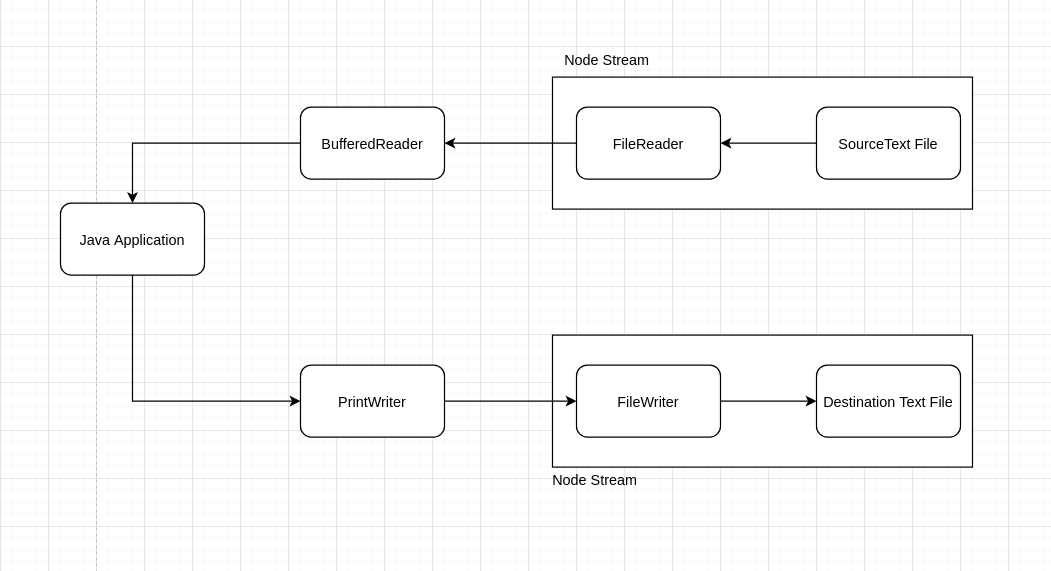 Node Stream
BufferedReader
FileReader
SourceText File
Java Application
PrintWriter
FileWriter
Destination Text File
Node Stream